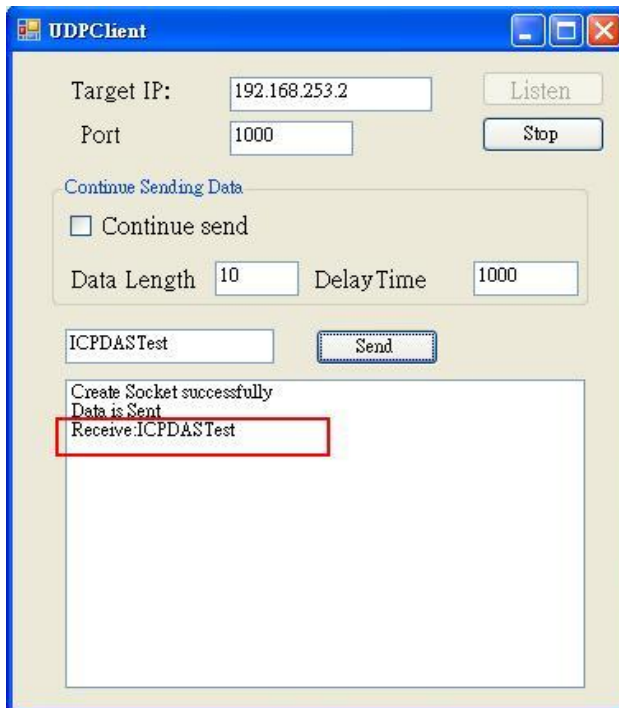 UDPClient
Target IP: 192.168.253.2 Listen
Port 1000 Stop
Continue Sending Data
Continue send
Data Length 10 DelayTime 1000
ICPDASTest Send
Create Socket successfully
Data is Sent
Receive:ICPDASTest